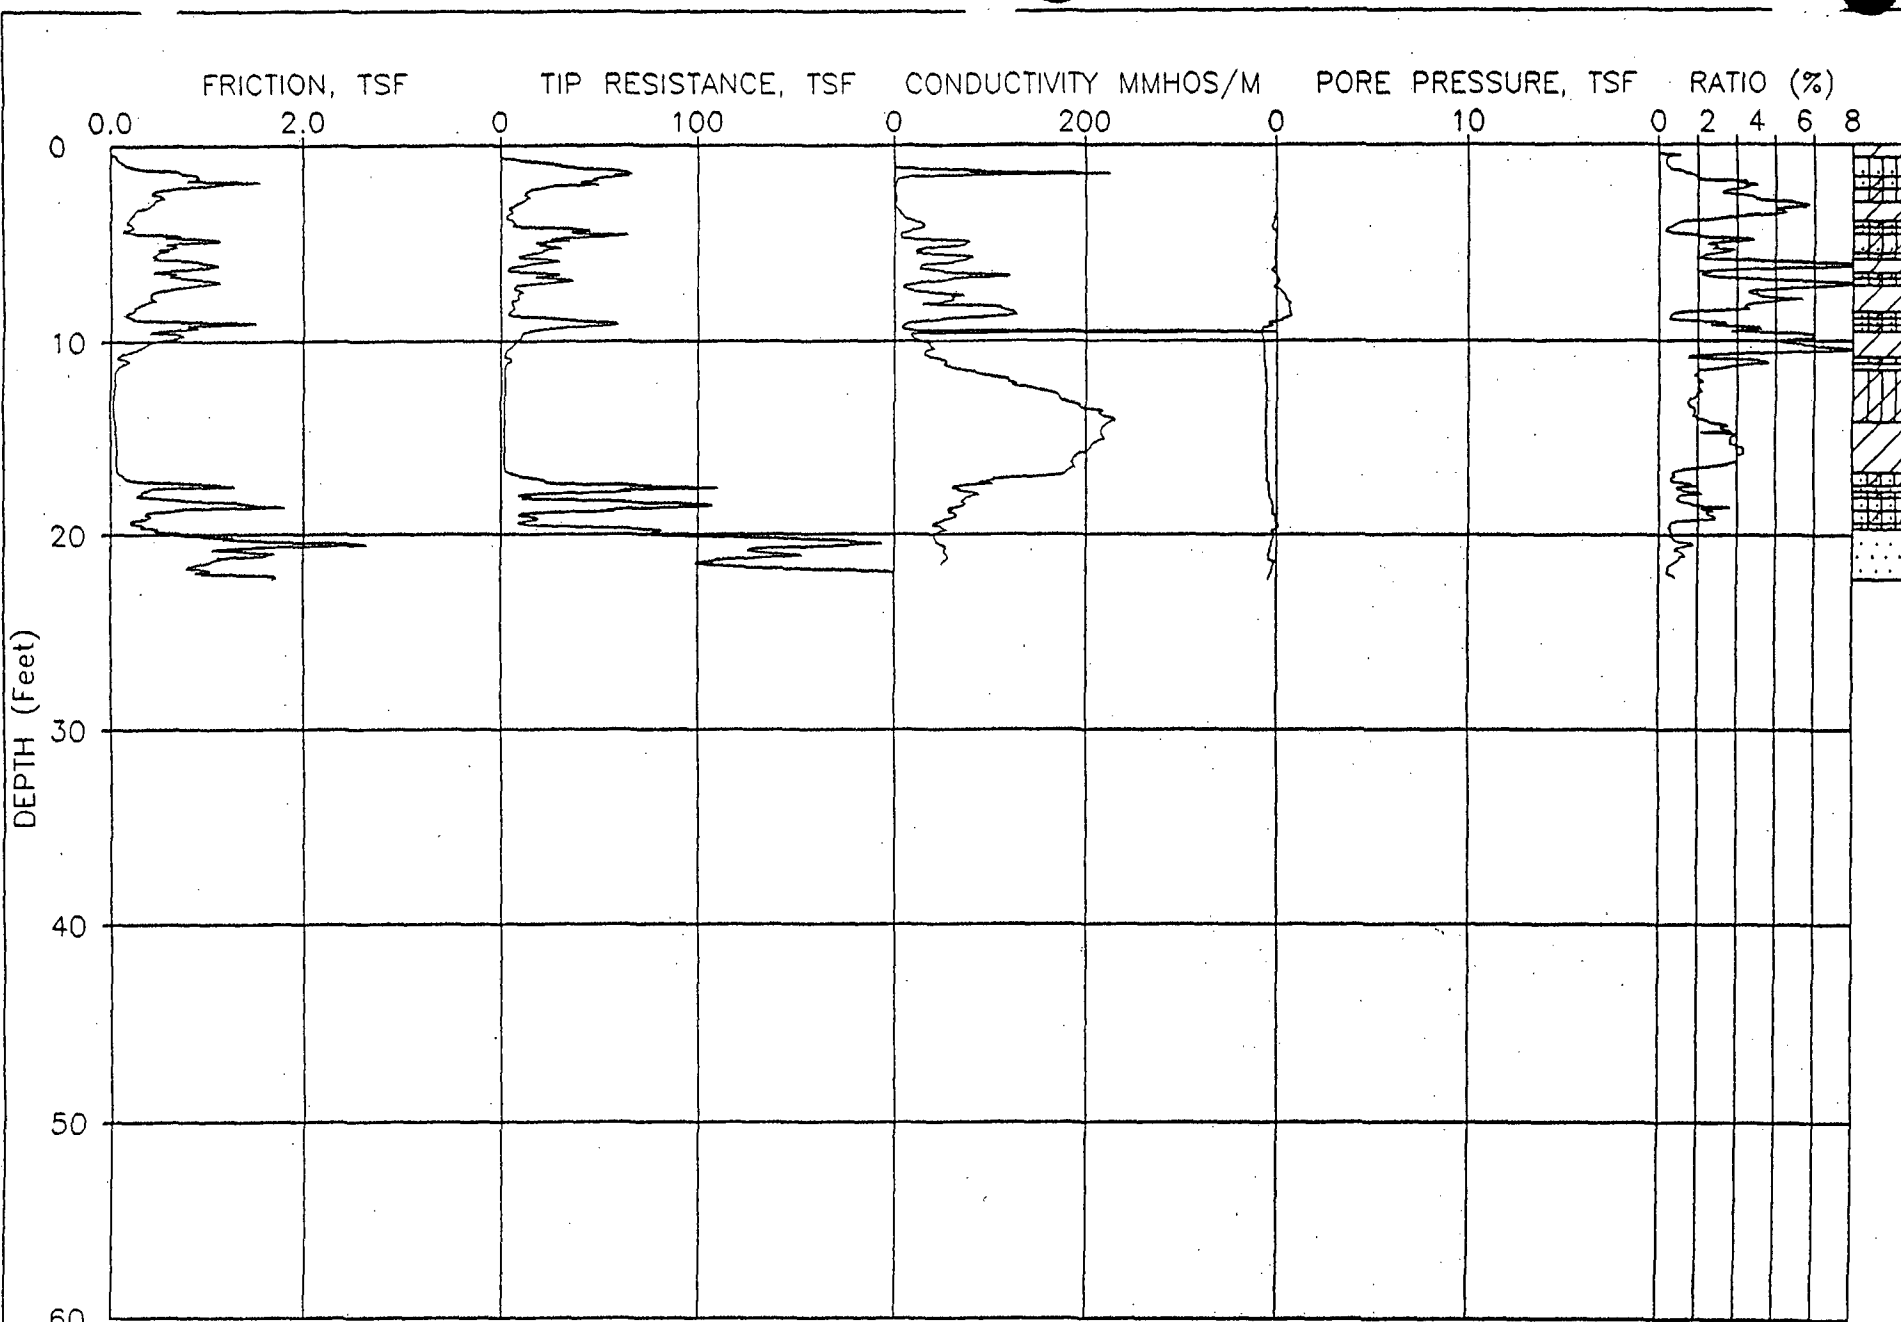 FRICTION, TSF TIP RESISTANCE, TSF CONDUCTIVITY MMHOS/M PORE PRESSURE, TSF RATIO (%)
0.0 2.0 0 100 0 200 0 10 0 2 4 6 8
0
10
20
DEPTH (Feet)
30
40
50
60